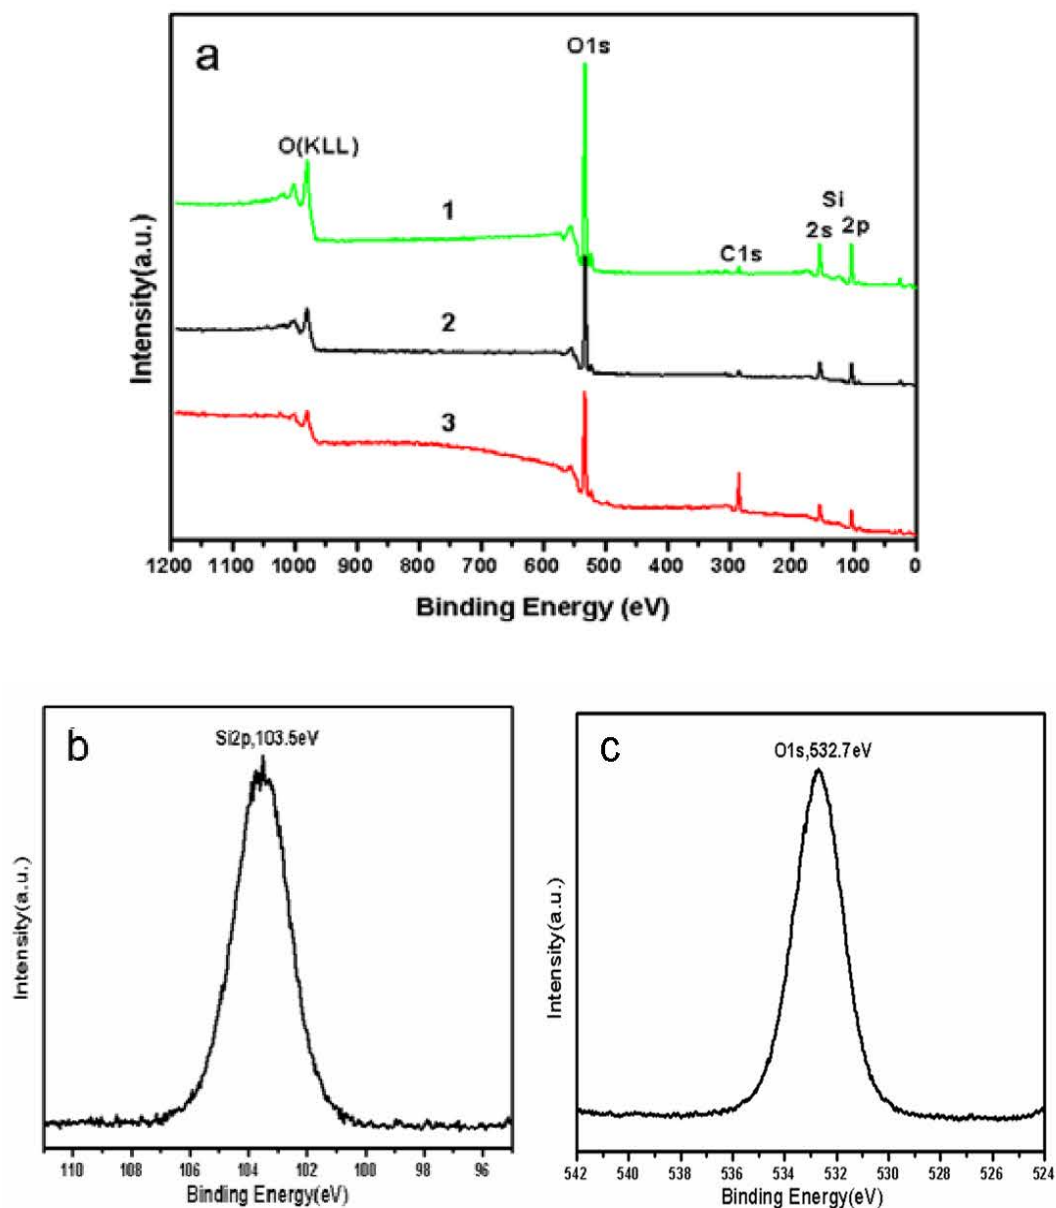 a
O1s
O(KLL)
1
Si
2s 2p
C1s
2
3
Intensity(a.u.)
1200 1100 1000 900 800 700 600 500 400 300 200 100 0
Binding Energy (eV)
b
Si2p,103.5eV
Intensity(a.u.)
110 108 106 104 102 100 98 96
Binding Energy(eV)
c
O1s,532.7eV
Intensity(a.u.)
542 540 538 536 534 532 530 528 526 524
Binding Energy(eV)